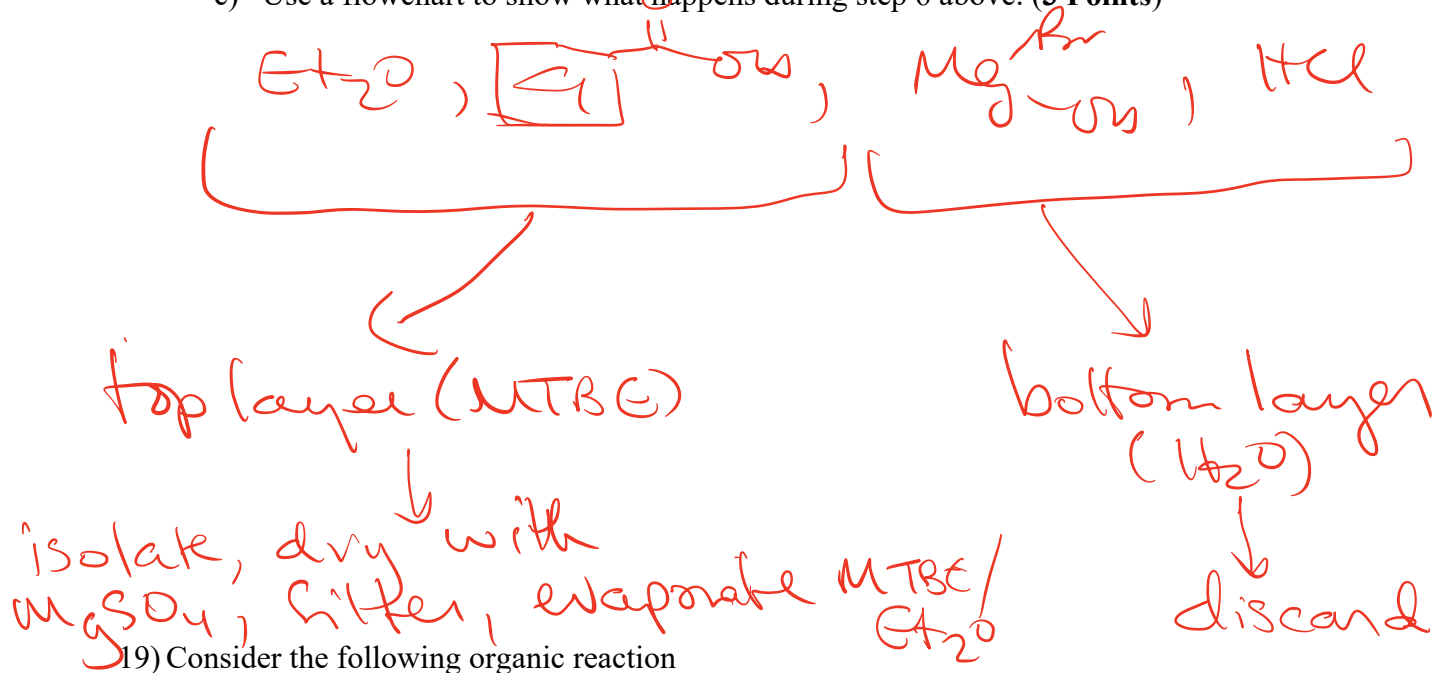 c) Use a flowchart to show what happens during step 6 above. (3 Points)
Et2O, C4 O OH, Mg Br OH, HCl
top layer (MTBE)
bottom layer
(H2O)
isolate, dry with
MgSO4, filter, evaporate MTBE/
Et2O
discard
19) Consider the following organic reaction